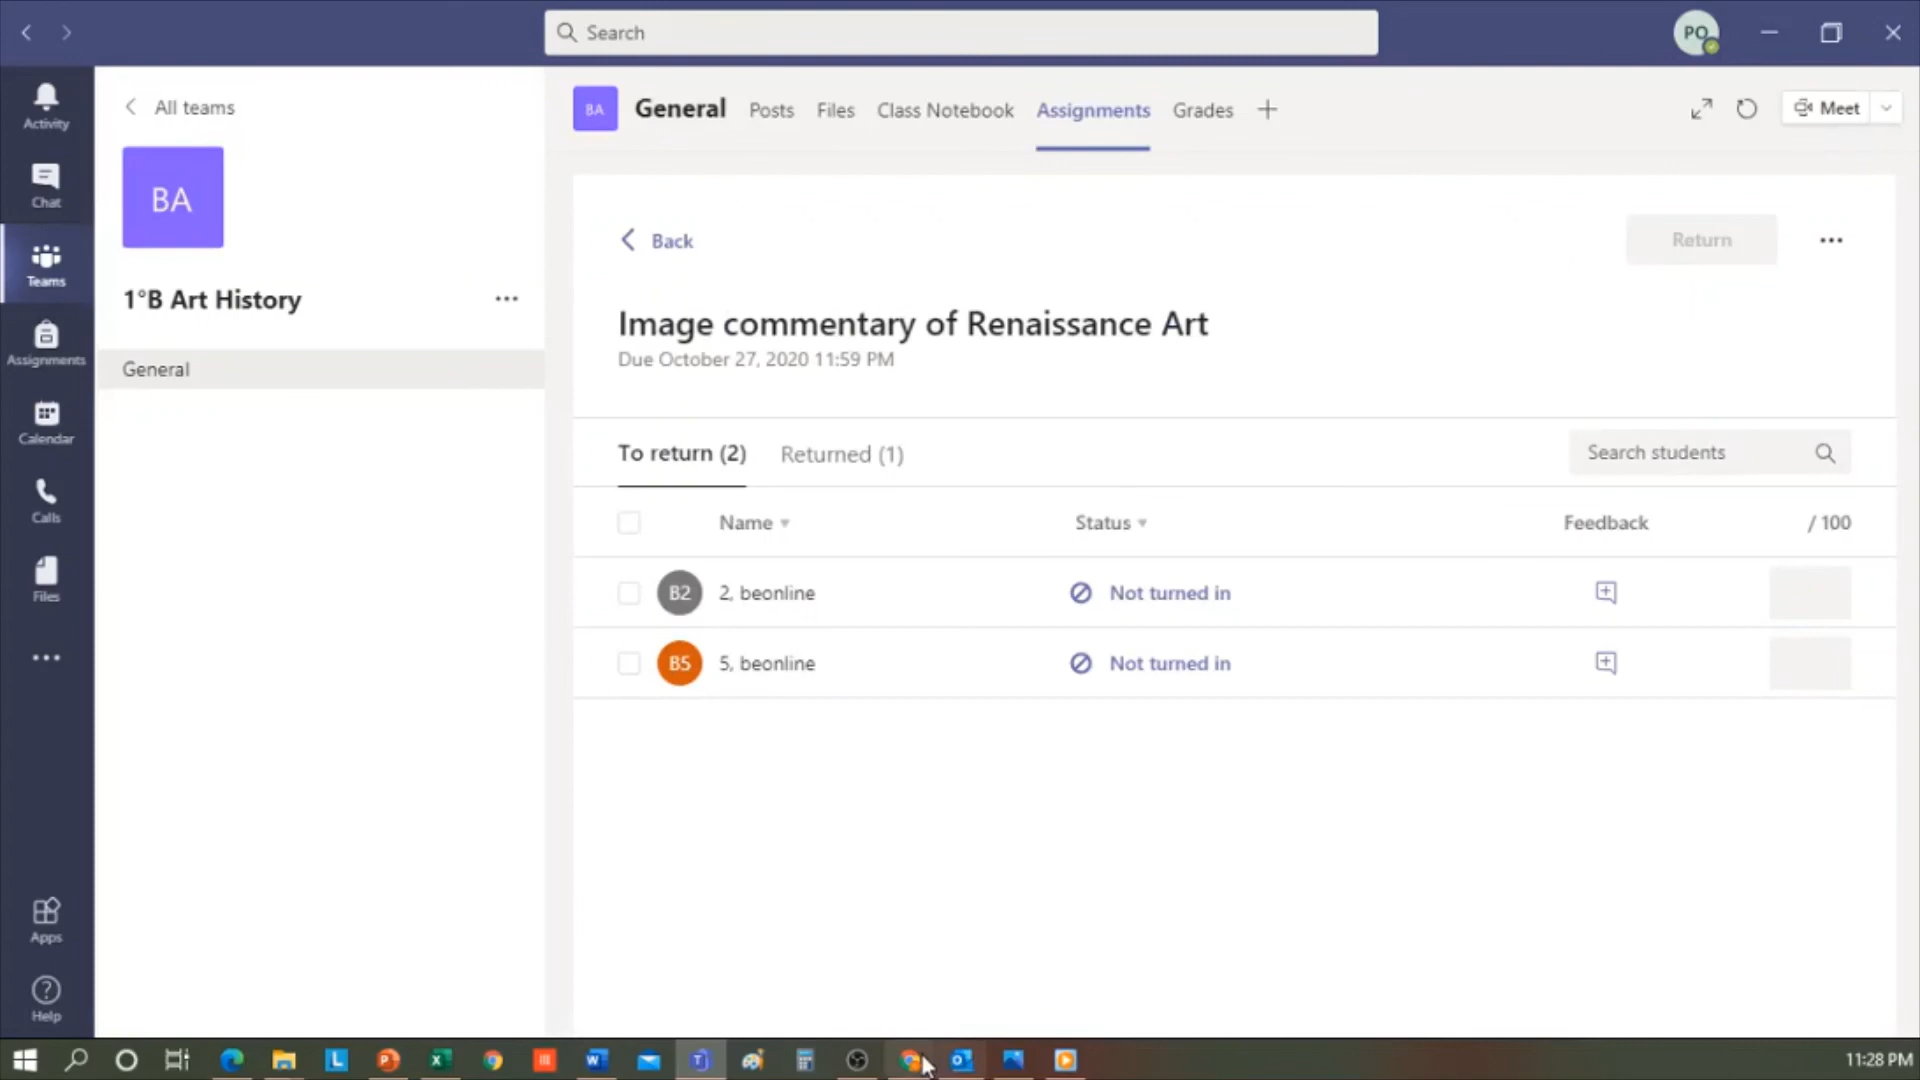 Search
PO
Activity
Chat
Teams
Assignments
Calendar
Calls
Files
Apps
Help
All teams
BA
1°B Art History
General
BA
General
Posts
Files
Class Notebook
Assignments
Grades
Meet
Back
Return
Image commentary of Renaissance Art
Due October 27, 2020 11:59 PM
To return (2)
Returned (1)
Search students
Name
Status
Feedback
/ 100
B2
2, beonline
Not turned in
B5
5, beonline
Not turned in
11:28 PM